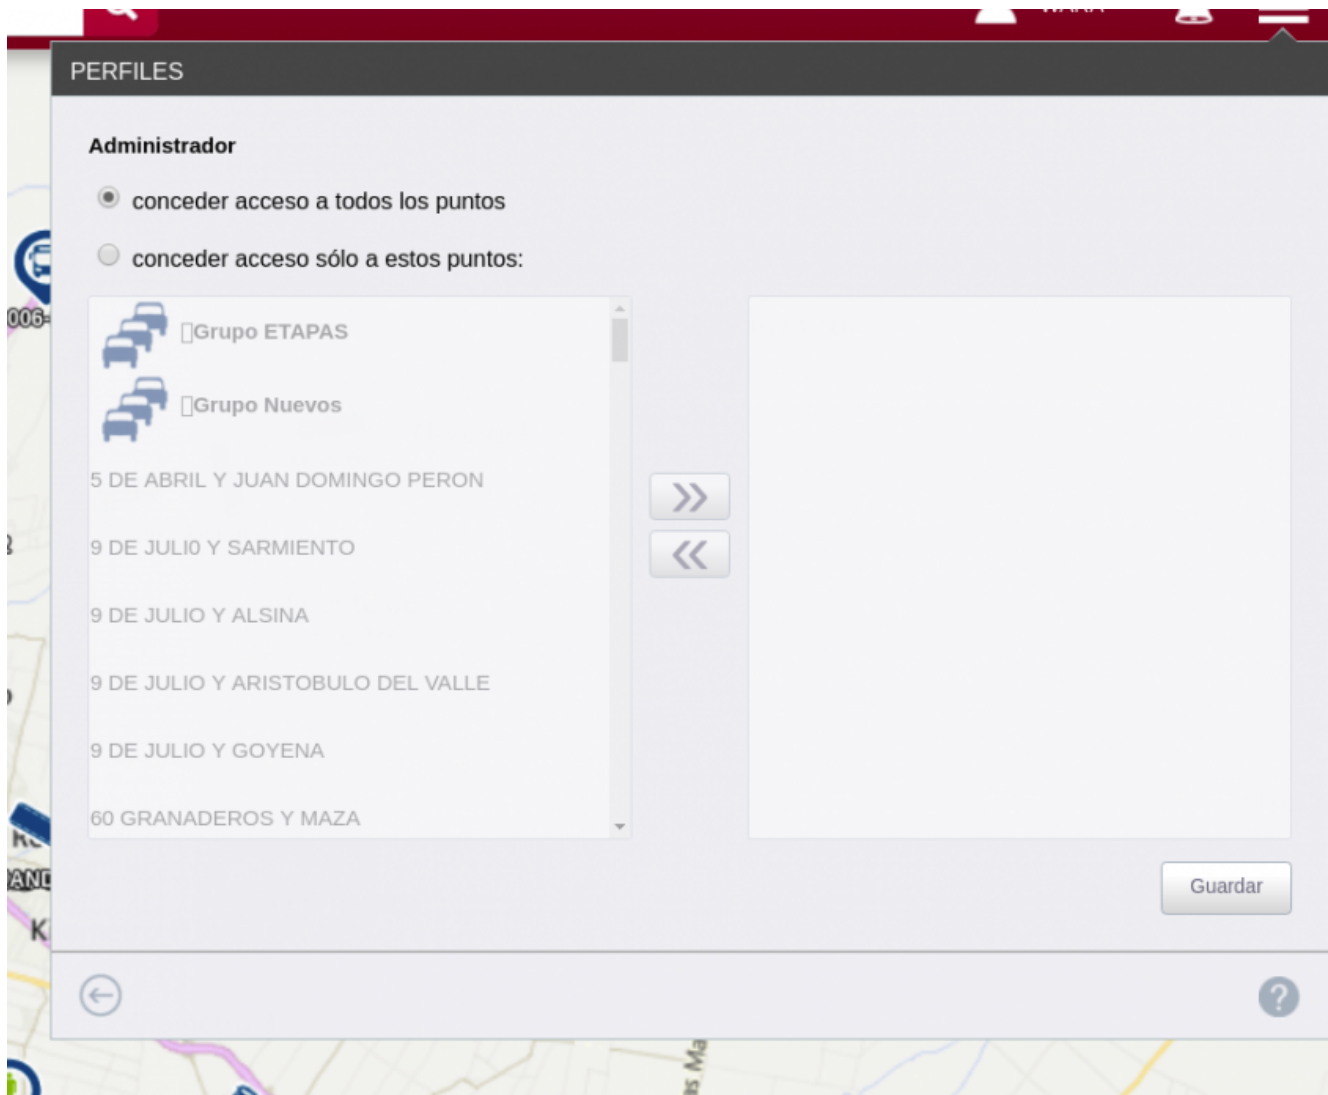 PERFILES
Administrador
conceder acceso a todos los puntos
conceder acceso sólo a estos puntos:
006-
Grupo ETAPAS
Grupo Nuevos
5 DE ABRIL Y JUAN DOMINGO PERON
9 DE JULI0 Y SARMIENTO
9 DE JULIO Y ALSINA
9 DE JULIO Y ARISTOBULO DEL VALLE
9 DE JULIO Y GOYENA
60 GRANADEROS Y MAZA
Guardar